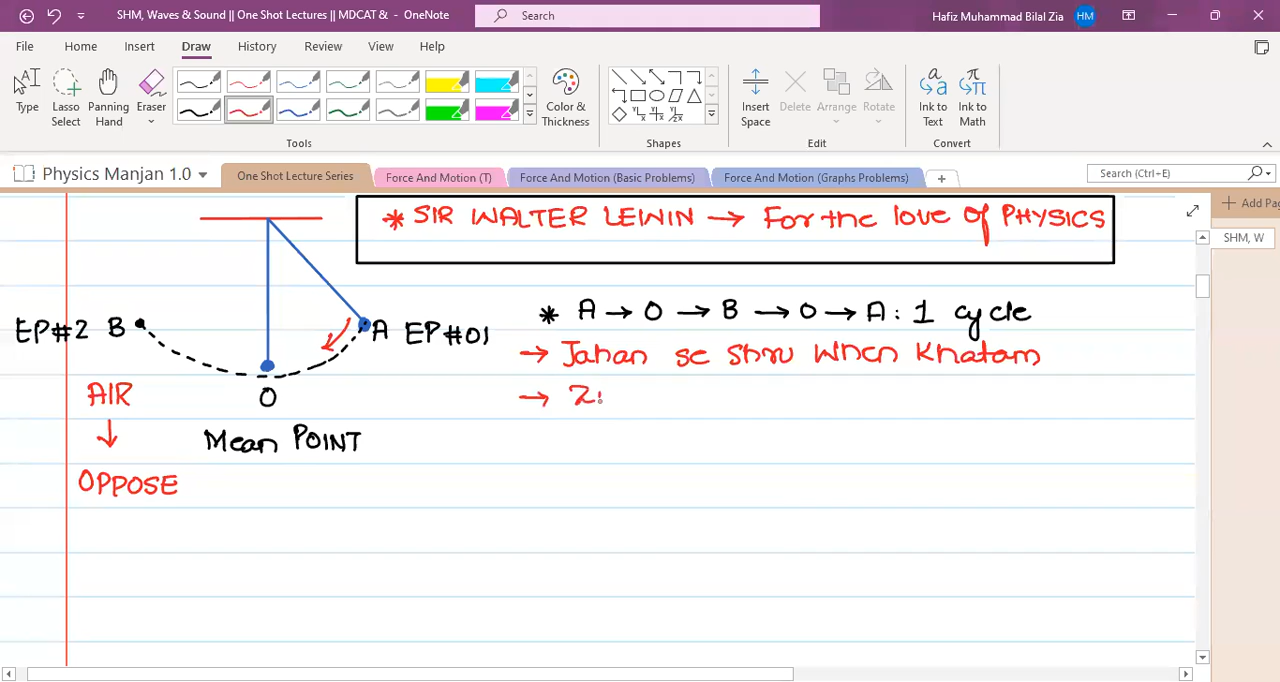 SHM, Waves & Sound || One Shot Lectures || MDCAT & - OneNote
Search
Hafiz Muhammad Bilal Zia
HM
File Home Insert Draw History Review View Help
Type
Lasso Select
Panning Hand
Eraser
Color & Thickness
Insert Space
Delete
Arrange
Rotate
Ink to Text
Ink to Math
Tools
Shapes
Edit
Convert
Physics Manjan 1.0
One Shot Lecture Series
Force And Motion (T)
Force And Motion (Basic Problems)
Force And Motion (Graphs Problems)
Search (Ctrl+E)
Add Pag
SHM, W
* SIR WALTER LEWIN → For the love of PHYSICS
EP#2 B
A EP#01
O
Mean POINT
AIR
↓
OPPOSE
* A → O → B → O → A : 1 cycle
→ Jahan se shru when Khatam
→